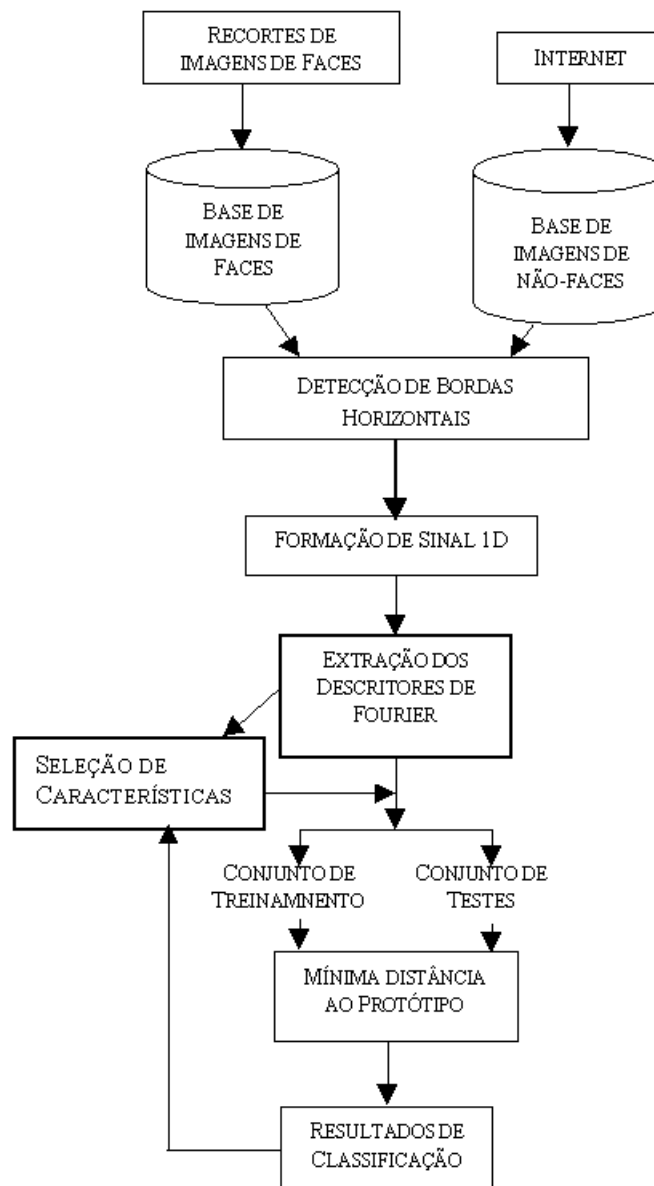 RECORTES DE
IMAGENS DE FACES
INTERNET
BASE DE
IMAGENS DE
FACES
BASE DE
IMAGENS DE
NÃO-FACES
DETECÇÃO DE BORDAS
HORIZONTAIS
FORMAÇÃO DE SINAL 1D
EXTRAÇÃO DOS
DESCRITORES DE
FOURIER
SELEÇÃO DE
CARACTERÍSTICAS
CONJUNTO DE
TREINAMNENTO
CONJUNTO DE
TESTES
MÍNIMA DISTÂNCIA
AO PROTÓTIPO
RESULTADOS DE
CLASSIFICAÇÃO